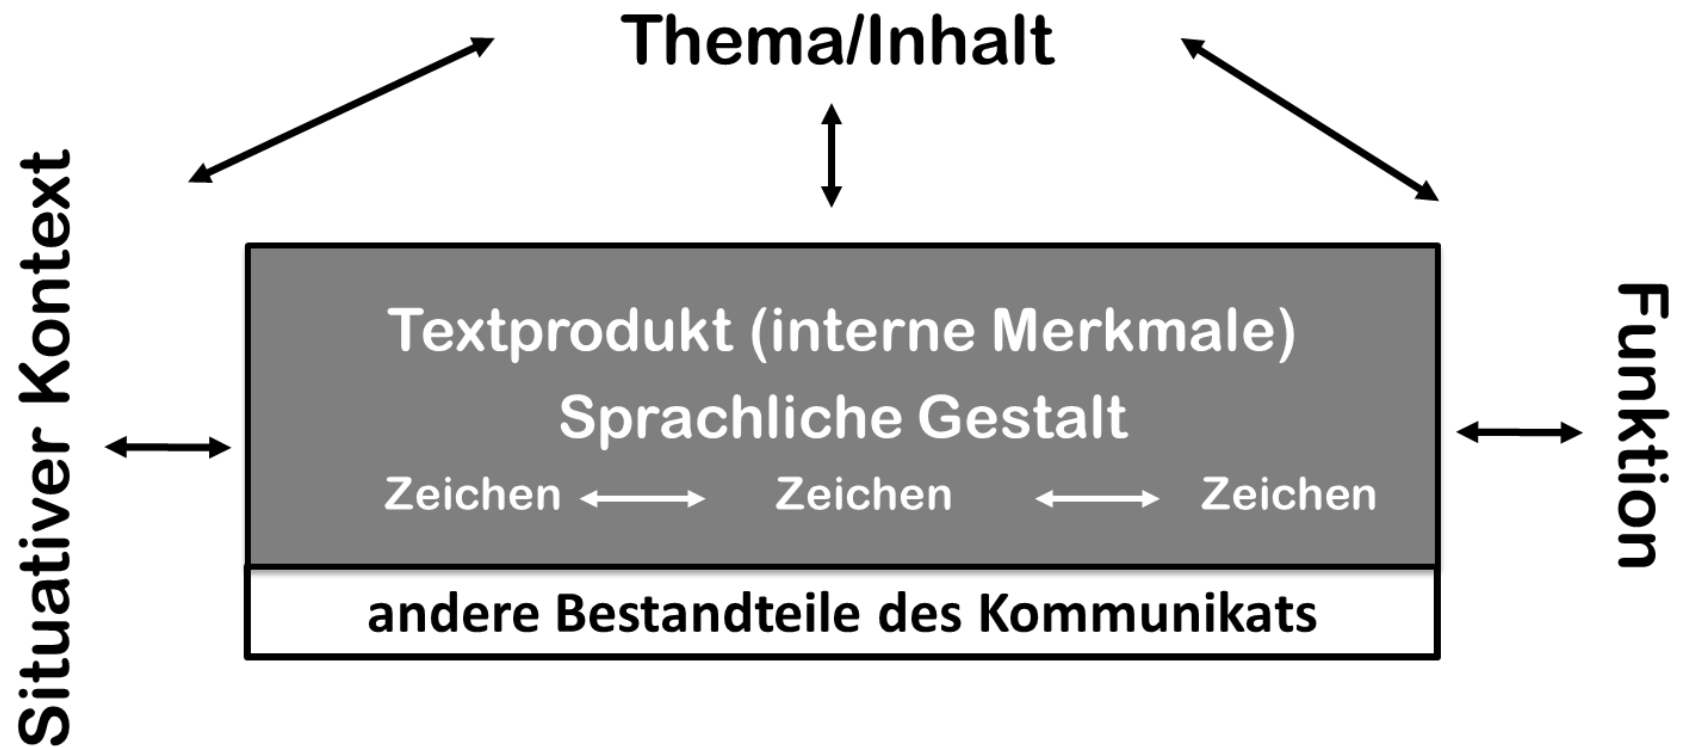 Thema/Inhalt
Situativer Kontext
Textprodukt (interne Merkmale)
Sprachliche Gestalt
Zeichen Zeichen Zeichen
andere Bestandteile des Kommunikats
Funktion